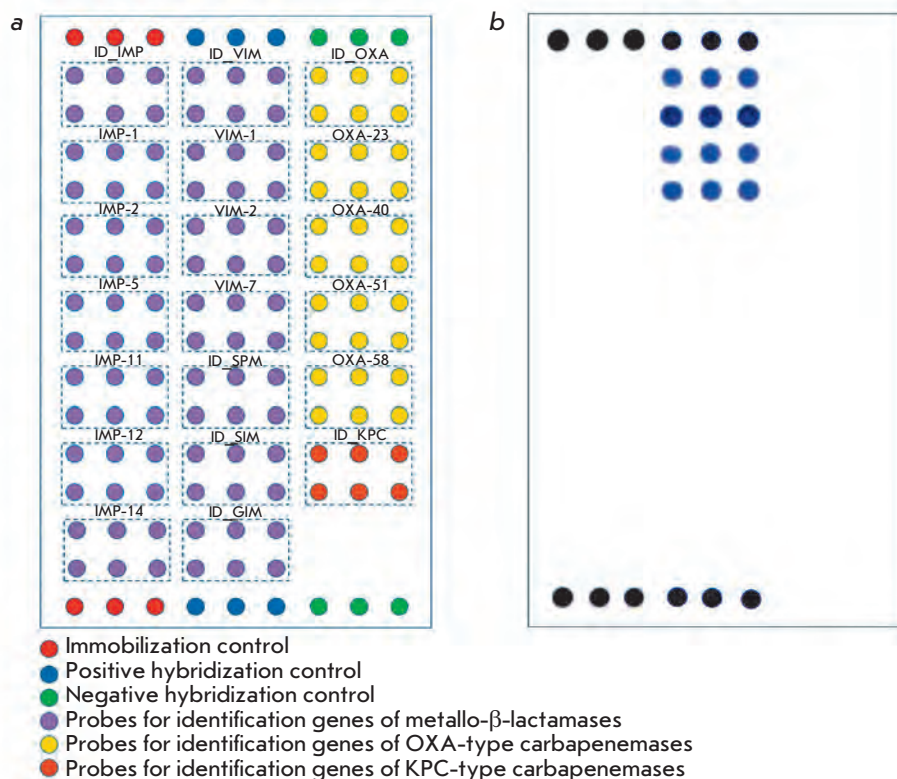 a
b
ID_IMP ID_VIM ID_OXA
IMP-1 VIM-1 OXA-23
IMP-2 VIM-2 OXA-40
IMP-5 VIM-7 OXA-51
IMP-11 ID_SPM OXA-58
IMP-12 ID_SIM ID_KPC
IMP-14 ID_GIM
Immobilization control
Positive hybridization control
Negative hybridization control
Probes for identification genes of metallo-β-lactamases
Probes for identification genes of OXA-type carbapenemases
Probes for identification genes of KPC-type carbapenemases